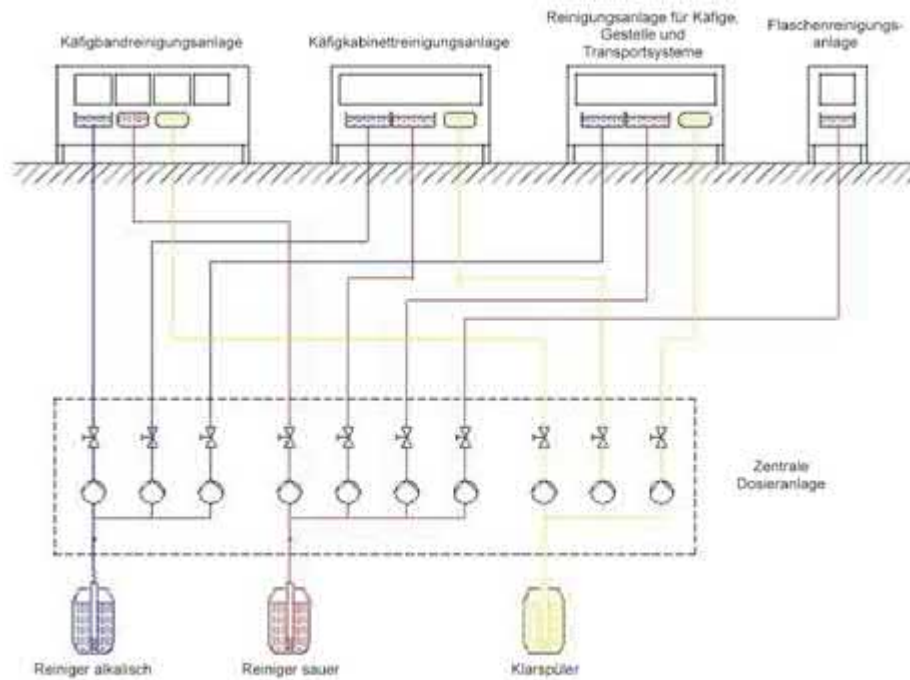 Käfigbandreinigungsanlage
Käfigkabinettreinigungsanlage
Reinigungsanlage für Käfige,
Gestelle und
Transportsysteme
Flaschenreinigungs-
anlage
Zentrale
Dosieranlage
Reiniger alkalisch
Reiniger sauer
Klarspüler